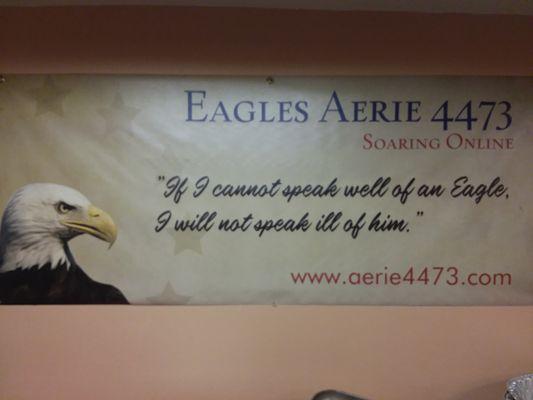 Eagles Aerie 4473
Soaring Online
"If I cannot speak well of an Eagle,
I will not speak ill of him."
www.aerie4473.com